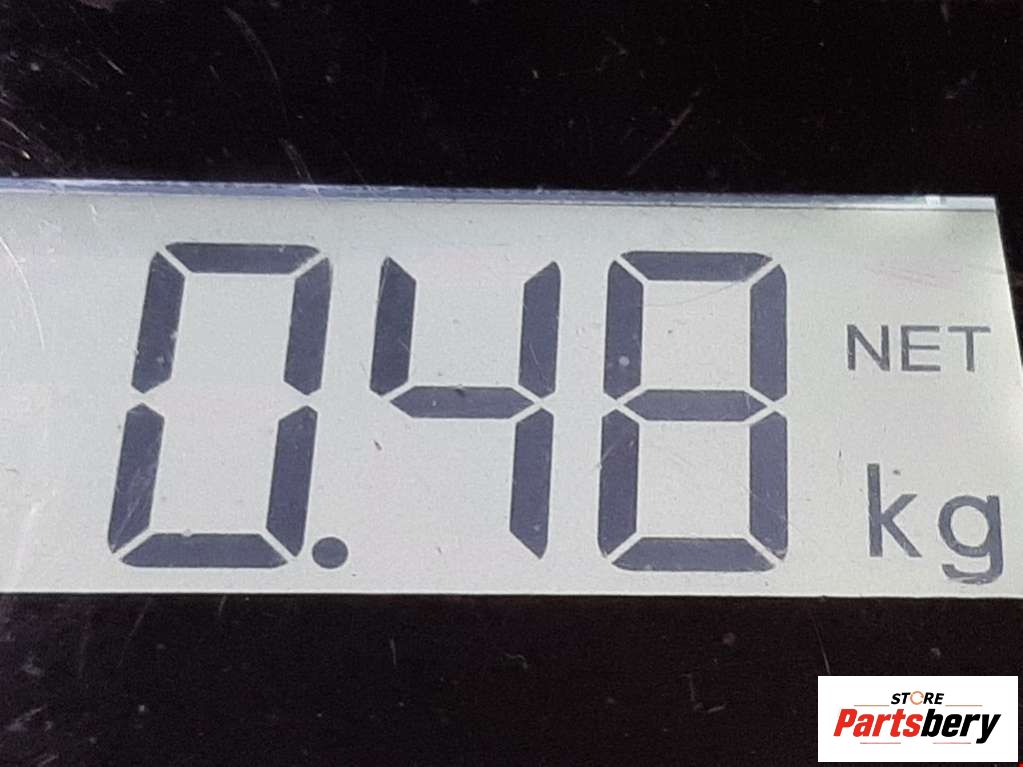 0.48
NET
kg
STORE
Partsbery